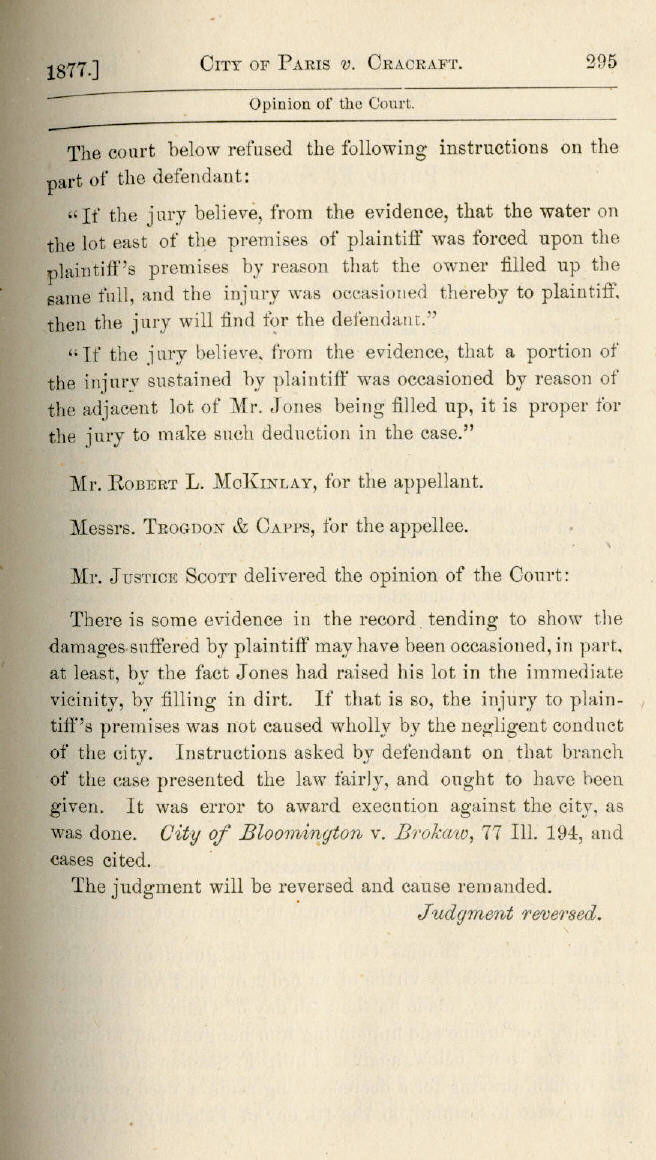 1877.] City of Paris v. Cracraft. 295
Opinion of the Court.
The court below refused the following instructions on the
part of the defendant:
"If the jury believe, from the evidence, that the water on
the lot east of the premises of plaintiff was forced upon the
plaintiff's premises by reason that the owner filled up the
same full, and the injury was occasioned thereby to plaintiff,
then the jury will find for the defendant."
"If the jury believe, from the evidence, that a portion of
the injury sustained by plaintiff was occasioned by reason of
the adjacent lot of Mr. Jones being filled up, it is proper for
the jury to make such deduction in the case."
Mr. Robert L. McKinlay, for the appellant.
Messrs. Trogdon & Capps, for the appellee.
Mr. Justice Scott delivered the opinion of the Court:
There is some evidence in the record tending to show the
damages suffered by plaintiff may have been occasioned, in part,
at least, by the fact Jones had raised his lot in the immediate
vicinity, by filling in dirt. If that is so, the injury to plain-
tiff's premises was not caused wholly by the negligent conduct
of the city. Instructions asked by defendant on that branch
of the case presented the law fairly, and ought to have been
given. It was error to award execution against the city, as
was done. City of Bloomington v. Brokaw, 77 Ill. 194, and
cases cited.
The judgment will be reversed and cause remanded.
Judgment reversed.